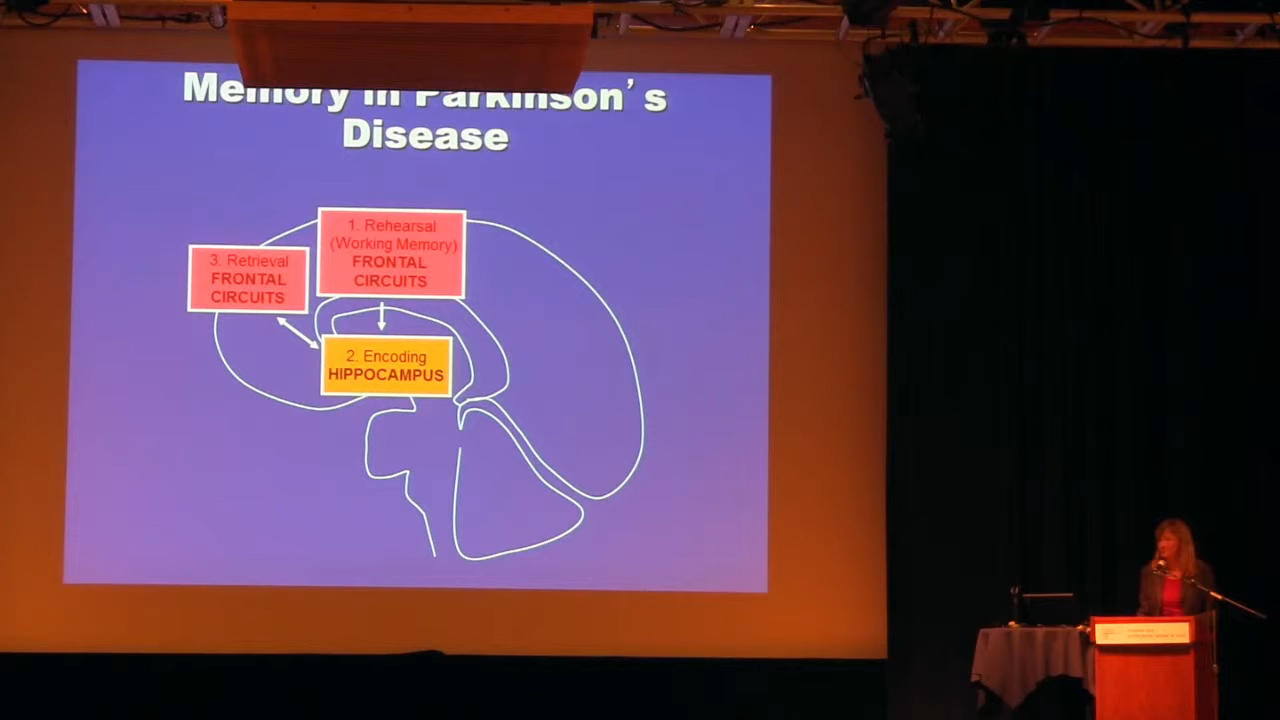 Memory in Parkinson's
Disease
1. Rehearsal
(Working Memory)
FRONTAL
CIRCUITS
3. Retrieval
FRONTAL
CIRCUITS
2. Encoding
HIPPOCAMPUS